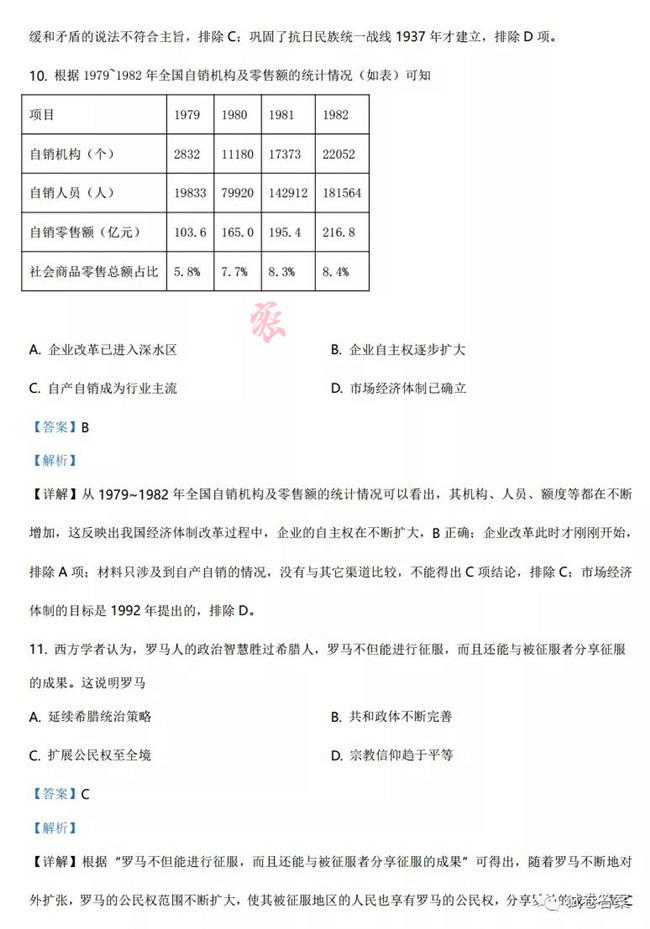 缓和矛盾的说法不符合主旨，排除 C；巩固了抗日民族统一战线 1937 年才建立，排除 D 项。
10. 根据 1979~1982 年全国自销机构及零售额的统计情况（如表）可知
项目 1979 1980 1981 1982
自销机构（个） 2832 11180 17373 22052
自销人员（人） 19833 79920 142912 181564
自销零售额（亿元） 103.6 165.0 195.4 216.8
社会商品零售总额占比 5.8% 7.7% 8.3% 8.4%
A. 企业改革已进入深水区 B. 企业自主权逐步扩大
C. 自产自销成为行业主流 D. 市场经济体制已确立
【答案】B
【解析】
【详解】从 1979~1982 年全国自销机构及零售额的统计情况可以看出，其机构、人员、额度等都在不断
增加，这反映出我国经济体制改革过程中，企业的自主权在不断扩大，B 正确；企业改革此时才刚刚开始，
排除 A 项；材料只涉及到自产自销的情况，没有与其它渠道比较，不能得出 C 项结论，排除 C；市场经济
体制的目标是 1992 年提出的，排除 D。
11. 西方学者认为，罗马人的政治智慧胜过希腊人，罗马不但能进行征服，而且还能与被征服者分享征服
的成果。这说明罗马
A. 延续希腊统治策略 B. 共和政体不断完善
C. 扩展公民权至全境 D. 宗教信仰趋于平等
【答案】C
【解析】
【详解】根据“罗马不但能进行征服，而且还能与被征服者分享征服的成果”可得出，随着罗马不断地对
外扩张，罗马的公民权范围不断扩大，使其被征服地区的人民也享有罗马的公民权，分享
试卷答案